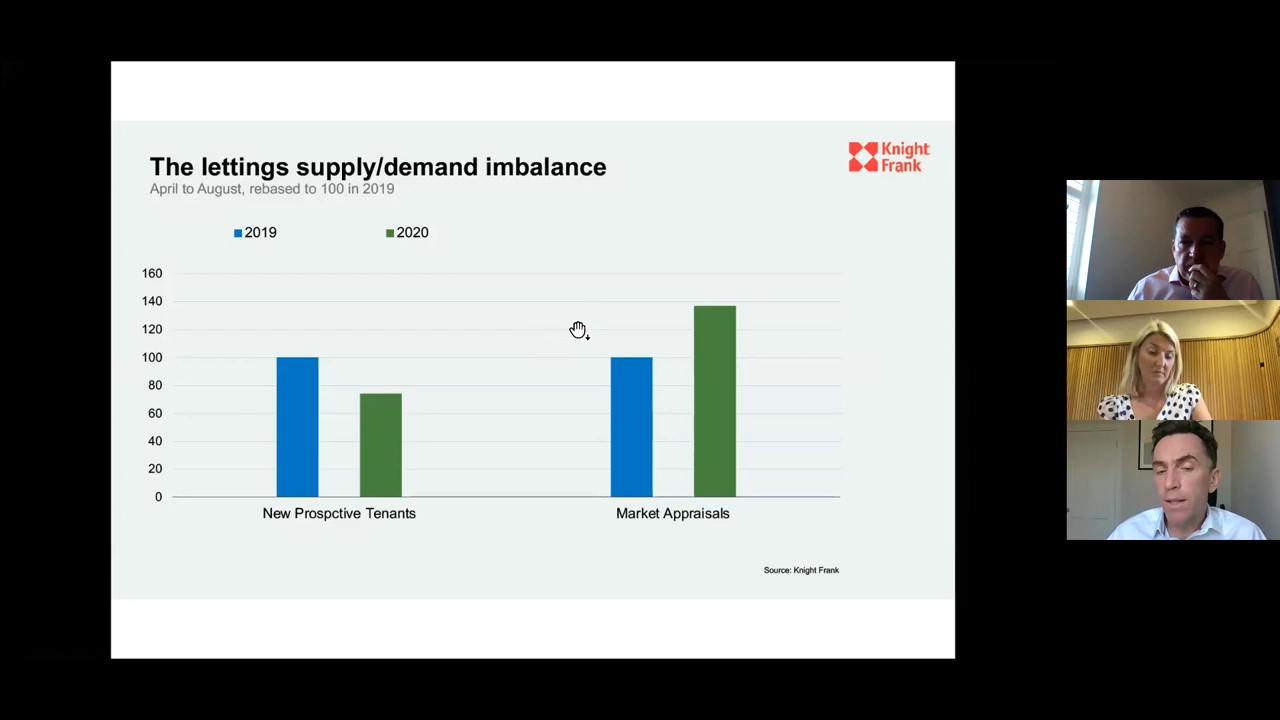 The lettings supply/demand imbalance
April to August, rebased to 100 in 2019
Knight
Frank
2019 2020
160
140
120
100
80
60
40
20
0
New Prospctive Tenants Market Appraisals
Source: Knight Frank